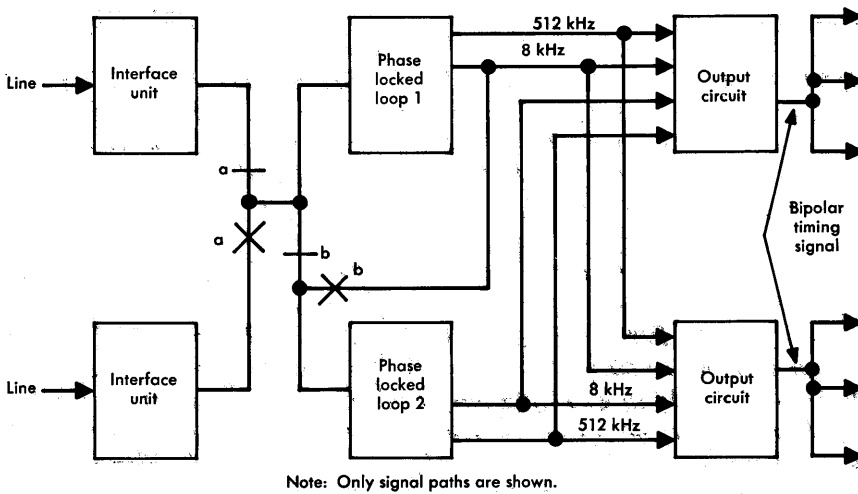 512 kHz
8 kHz
Line
Interface
unit
Phase
locked
loop 1
Output
circuit
a
a
b
b
Bipolar
timing
signal
Line
Interface
unit
Phase
locked
loop 2
8 kHz
512 kHz
Output
circuit
Note: Only signal paths are shown.